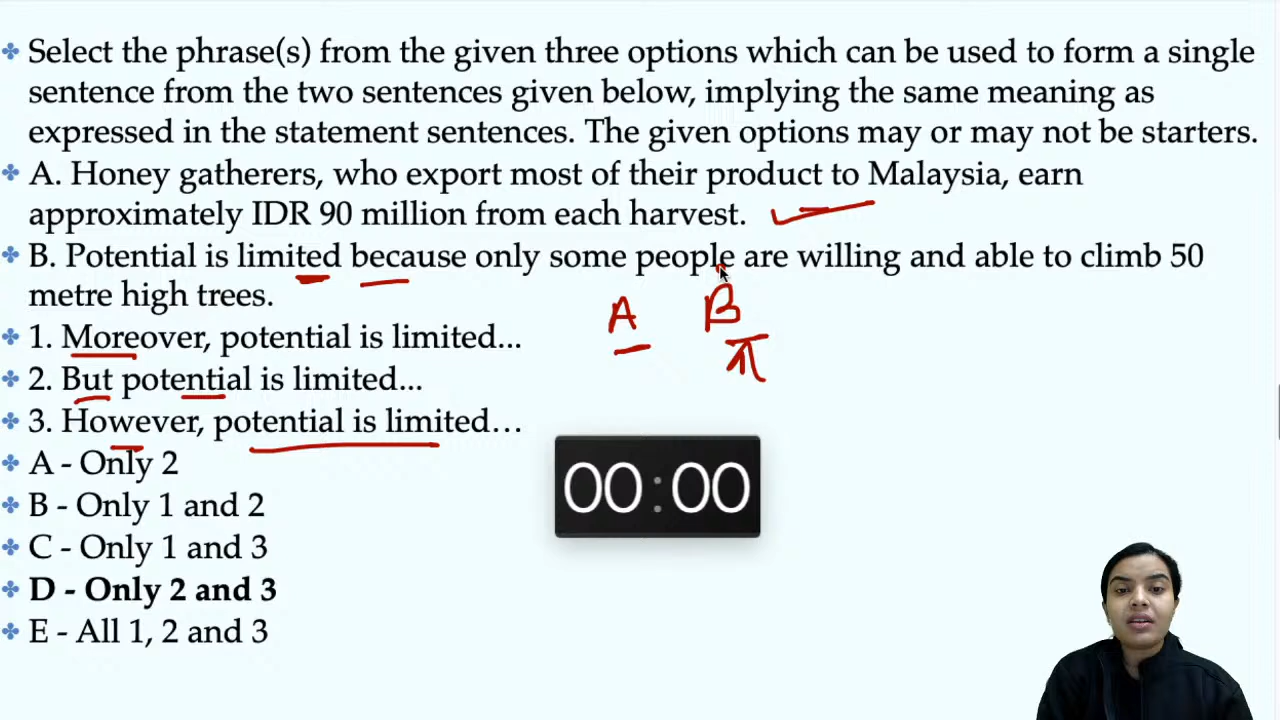 Select the phrase(s) from the given three options which can be used to form a single
sentence from the two sentences given below, implying the same meaning as
expressed in the statement sentences. The given options may or may not be starters.
A. Honey gatherers, who export most of their product to Malaysia, earn
approximately IDR 90 million from each harvest.
B. Potential is limited because only some people are willing and able to climb 50
metre high trees.
A B
1. Moreover, potential is limited...
2. But potential is limited...
3. However, potential is limited...
A - Only 2
00:00
B - Only 1 and 2
C - Only 1 and 3
D - Only 2 and 3
E - All 1, 2 and 3